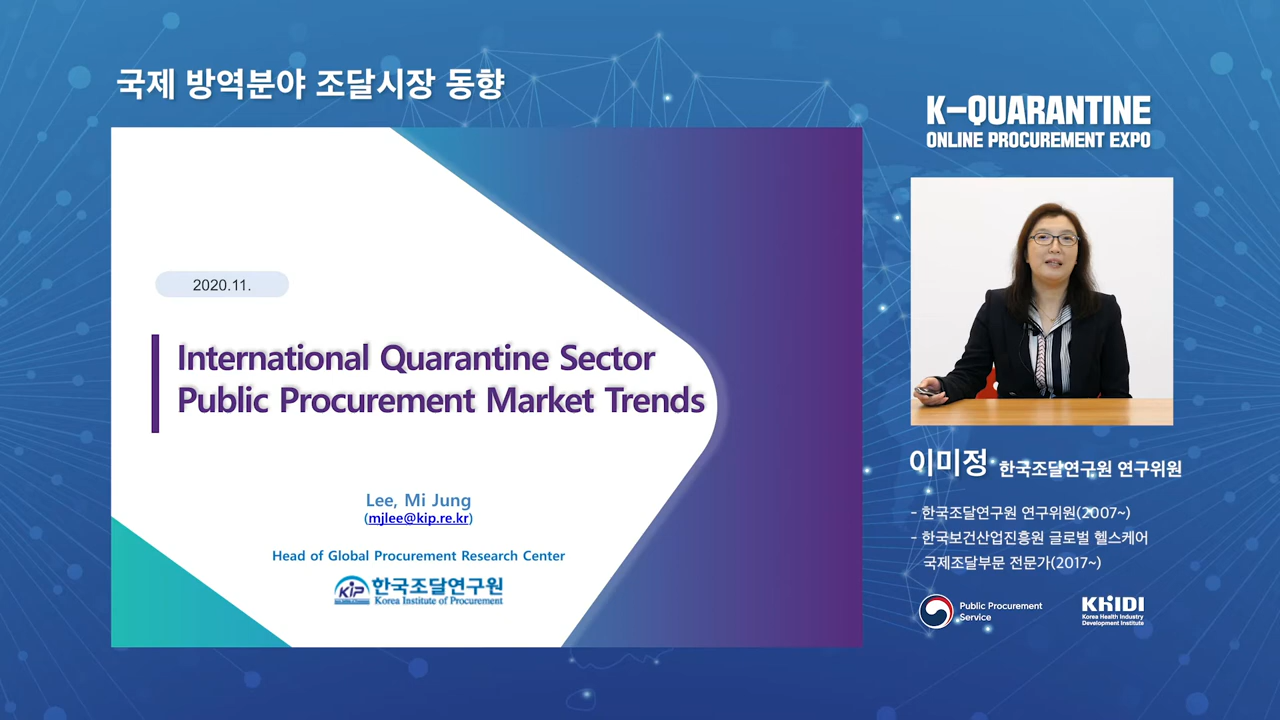 국제 방역분야 조달시장 동향
K-QUARANTINE
ONLINE PROCUREMENT EXPO
2020.11.
International Quarantine Sector
Public Procurement Market Trends
Lee, Mi Jung
(mjlee@kip.re.kr)
Head of Global Procurement Research Center
KIP 한국조달연구원
Korea Institute of Procurement
이미정 한국조달연구원 연구위원
- 한국조달연구원 연구위원(2007~)
- 한국보건산업진흥원 글로벌 헬스케어
국제조달부문 전문가(2017~)
Public Procurement
Service
KHIDI
Korea Health Industry
Development Institute